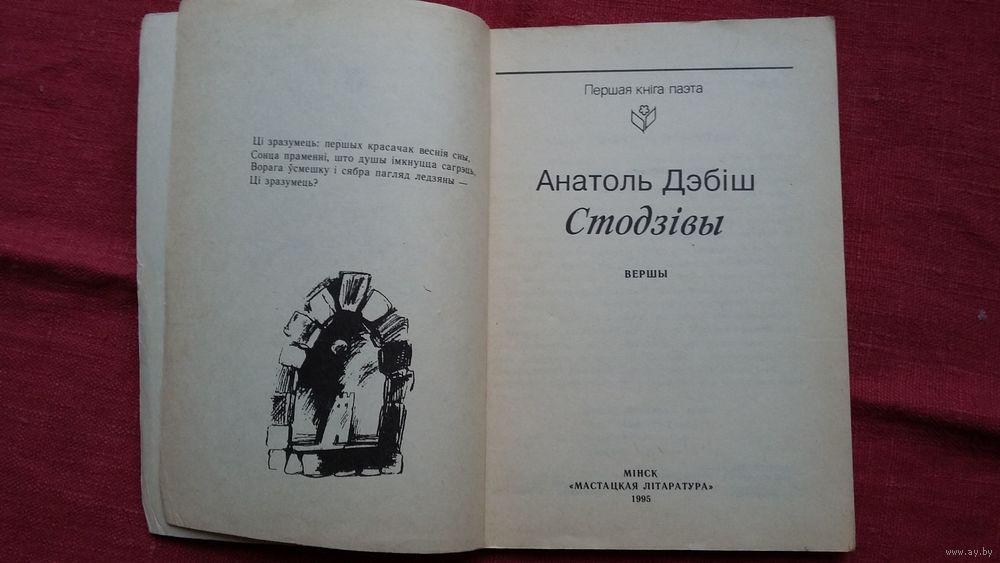 Ці зразумець: першых красачак веснія сны,
Сонца праменні, што душы імкнуцца сагрэць,
Ворага ўсмешку і сябра пагляд ледзяны —
Ці зразумець?
Першая кніга паэта
Анатоль Дэбіш
Стодзівы
ВЕРШЫ
МІНСК
«МАСТАЦКАЯ ЛІТАРАТУРА»
1995
www.ay.by